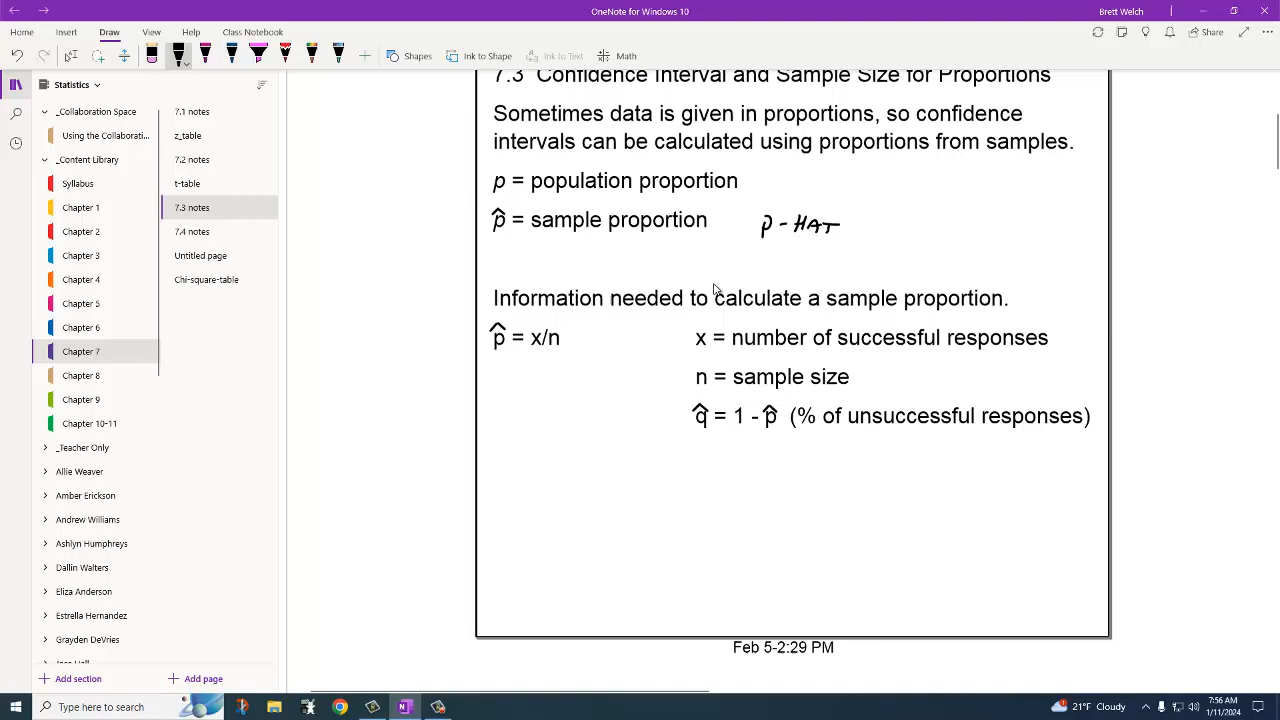 OneNote for Windows 10
Brett Welch
Home Insert Draw View Help Class Notebook
Shapes Ink to Shape Ink to Text Math
Share
Statistics
_Collaboration Space
Using the Collaborati...
_Content Library
Syllabus
Chapter 1
Chapter 2
Chapter 3
Chapter 4
Chapter 5
Chapter 6
Chapter 7
Chapter 8
Chapter 9
Chapter 10-11
_Teacher Only
Allie Weaver
Amber Erickson
Andrew Williams
Ashlyn Humphreys
Dallin Walters
Eliza Anderson
Estrella Hernandez
Grayden DeVries
Add section
7.1 notes
z_table
7.2 notes
t-table
7.3 notes
7.4 notes
Untitled page
Chi-square-table
Add page
7.3 Confidence Interval and Sample Size for Proportions
Sometimes data is given in proportions, so confidence
intervals can be calculated using proportions from samples.
p = population proportion
p̂ = sample proportion p - HAT
Information needed to calculate a sample proportion.
p̂ = x/n x = number of successful responses
n = sample size
q̂ = 1 - p̂ (% of unsuccessful responses)
Feb 5-2:29 PM
Type here to search
21°F Cloudy
7:56 AM
1/11/2024